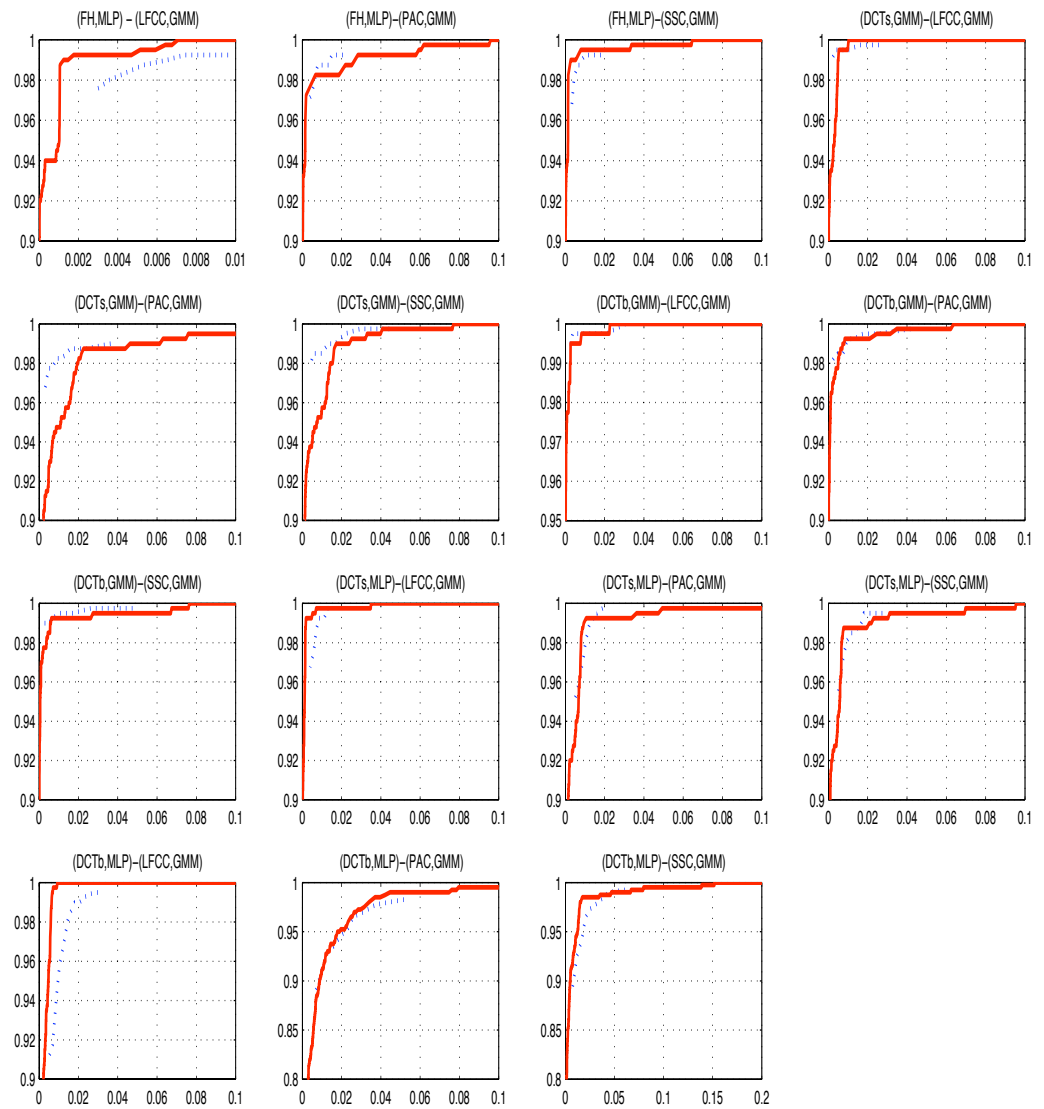 (FH,MLP) - (LFCC,GMM)
(FH,MLP)-(PAC,GMM)
(FH,MLP)-(SSC,GMM)
(DCTs,GMM)-(LFCC,GMM)
1
0.98
0.96
0.94
0.92
0.9
0 0.002 0.004 0.006 0.008 0.01
1
0.98
0.96
0.94
0.92
0.9
0 0.02 0.04 0.06 0.08 0.1
1
0.98
0.96
0.94
0.92
0.9
0 0.02 0.04 0.06 0.08 0.1
1
0.98
0.96
0.94
0.92
0.9
0 0.02 0.04 0.06 0.08 0.1
(DCTs,GMM)-(PAC,GMM)
(DCTs,GMM)-(SSC,GMM)
(DCTb,GMM)-(LFCC,GMM)
(DCTb,GMM)-(PAC,GMM)
1
0.98
0.96
0.94
0.92
0.9
0 0.02 0.04 0.06 0.08 0.1
1
0.98
0.96
0.94
0.92
0.9
0 0.02 0.04 0.06 0.08 0.1
1
0.99
0.98
0.97
0.96
0.95
0 0.02 0.04 0.06 0.08 0.1
1
0.98
0.96
0.94
0.92
0.9
0 0.02 0.04 0.06 0.08 0.1
(DCTb,GMM)-(SSC,GMM)
(DCTs,MLP)-(LFCC,GMM)
(DCTs,MLP)-(PAC,GMM)
(DCTs,MLP)-(SSC,GMM)
1
0.98
0.96
0.94
0.92
0.9
0 0.02 0.04 0.06 0.08 0.1
1
0.98
0.96
0.94
0.92
0.9
0 0.02 0.04 0.06 0.08 0.1
1
0.98
0.96
0.94
0.92
0.9
0 0.02 0.04 0.06 0.08 0.1
1
0.98
0.96
0.94
0.92
0.9
0 0.02 0.04 0.06 0.08 0.1
(DCTb,MLP)-(LFCC,GMM)
(DCTb,MLP)-(PAC,GMM)
(DCTb,MLP)-(SSC,GMM)
1
0.98
0.96
0.94
0.92
0.9
0 0.02 0.04 0.06 0.08 0.1
1
0.95
0.9
0.85
0.8
0 0.02 0.04 0.06 0.08 0.1
1
0.95
0.9
0.85
0.8
0 0.05 0.1 0.15 0.2